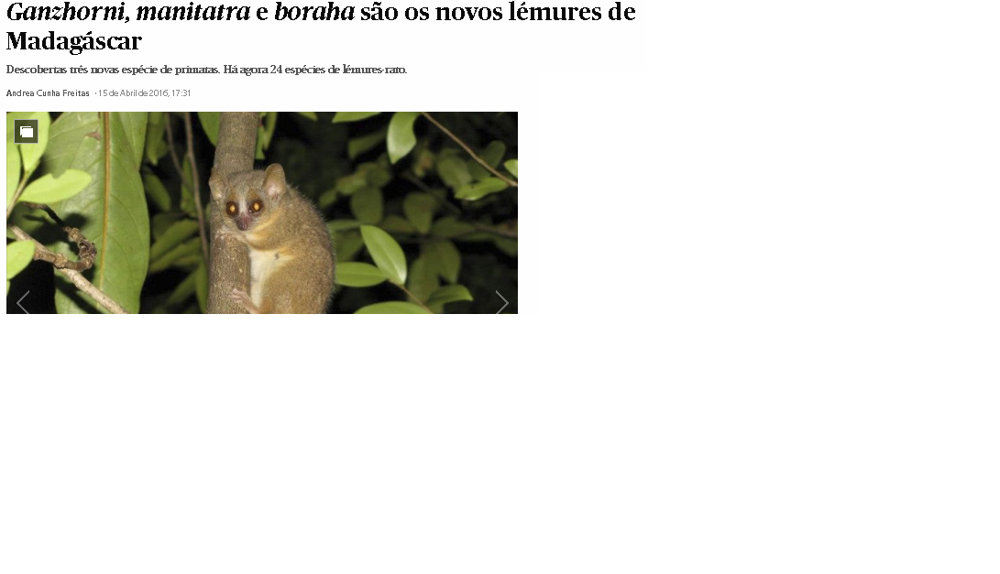 Ganzhorni, manitatra e boraha são os novos lémures de
Madagáscar
Descobertas três novas espécie de primatas. Há agora 24 espécies de lémures-rato.
Andrea Cunha Freitas · 15 de Abril de 2016, 17:31